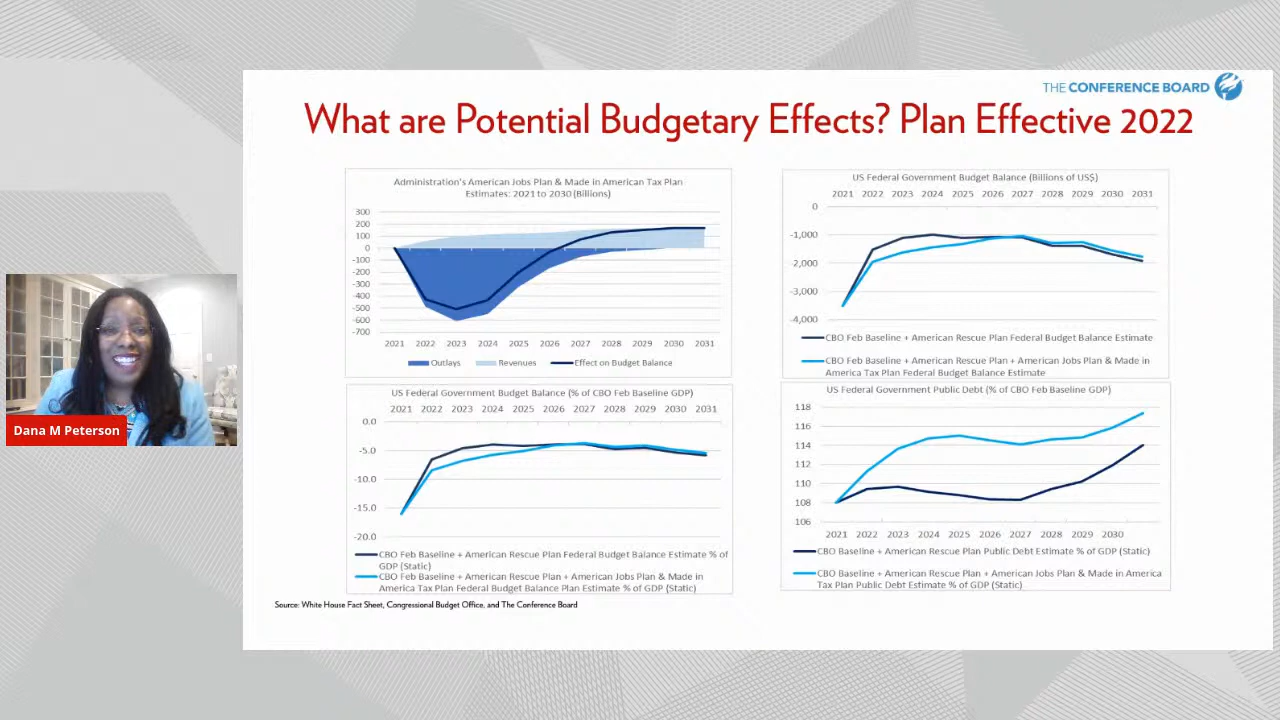 THE CONFERENCE BOARD
What are Potential Budgetary Effects? Plan Effective 2022
Administration's American Jobs Plan & Made in American Tax Plan
Estimates: 2021 to 2030 (Billions)
300
200
100
0
-100
-200
-300
-400
-500
-600
-700
2021 2022 2023 2024 2025 2026 2027 2028 2029 2030 2031
Outlays Revenues Effect on Budget Balance
US Federal Government Budget Balance (Billions of US$)
2021 2022 2023 2024 2025 2026 2027 2028 2029 2030 2031
0
-1,000
-2,000
-3,000
-4,000
CBO Feb Baseline + American Rescue Plan Federal Budget Balance Estimate
CBO Feb Baseline + American Rescue Plan + American Jobs Plan & Made in
America Tax Plan Federal Budget Balance Estimate
Dana M Peterson
US Federal Government Budget Balance (% of CBO Feb Baseline GDP)
2021 2022 2023 2024 2025 2026 2027 2028 2029 2030 2031
0.0
-5.0
-10.0
-15.0
-20.0
CBO Feb Baseline + American Rescue Plan Federal Budget Balance Estimate % of
GDP (Static)
CBO Feb Baseline + American Rescue Plan + American Jobs Plan & Made in
America Tax Plan Federal Budget Balance Plan Estimate % of GDP (Static)
US Federal Government Public Debt (% of CBO Feb Baseline GDP)
118
116
114
112
110
108
106
2021 2022 2023 2024 2025 2026 2027 2028 2029 2030
CBO Baseline + American Rescue Plan Public Debt Estimate % of GDP (Static)
CBO Baseline + American Rescue Plan + American Jobs Plan & Made in America
Tax Plan Public Debt Estimate % of GDP (Static)
Source: White House Fact Sheet, Congressional Budget Office, and The Conference Board